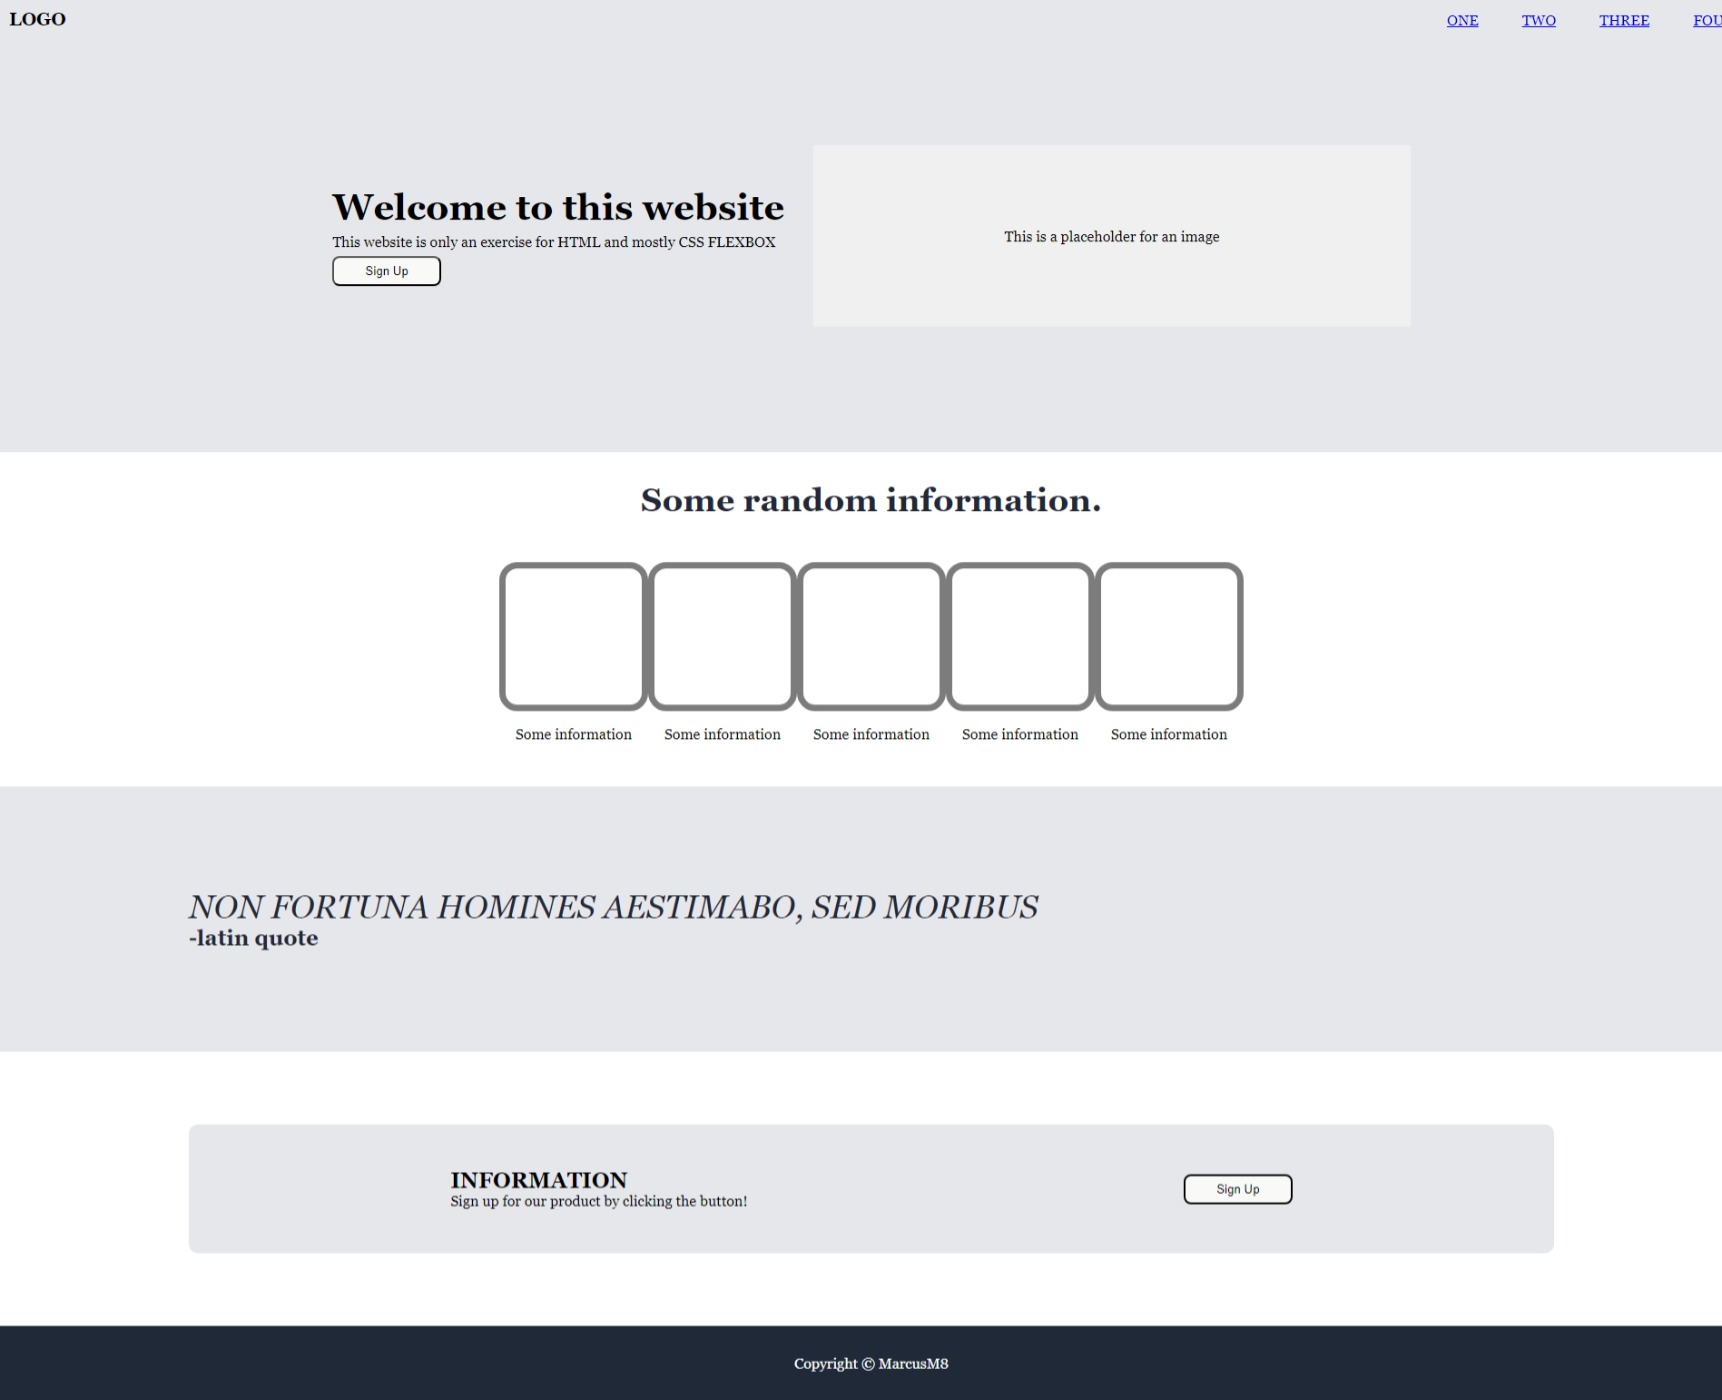 LOGO
ONE TWO THREE FOU
Welcome to this website
This website is only an exercise for HTML and mostly CSS FLEXBOX
Sign Up
This is a placeholder for an image
Some random information.
Some information Some information Some information Some information Some information
NON FORTUNA HOMINES AESTIMABO, SED MORIBUS
-latin quote
INFORMATION
Sign up for our product by clicking the button!
Sign Up
Copyright © MarcusM8